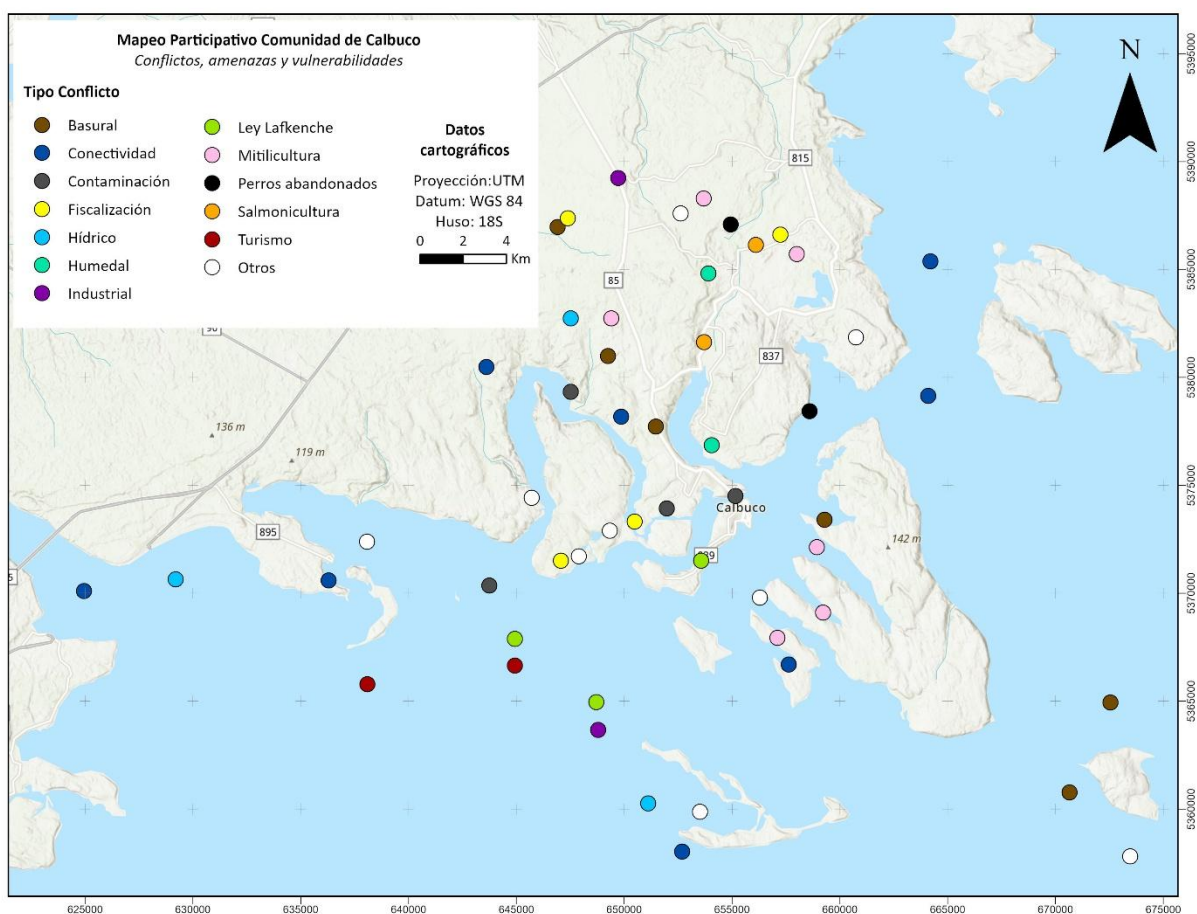 Mapeo Participativo Comunidad de Calbuco
Conflictos, amenazas y vulnerabilidades
Tipo Conflicto
Basural
Conectividad
Contaminación
Fiscalización
Hídrico
Humedal
Industrial
Ley Lafkenche
Mitilicultura
Perros abandonados
Salmonicultura
Turismo
Otros
Datos
cartográficos
Proyección:UTM
Datum: WGS 84
Huso: 18S
0 2 4
Km
N
815
85
837
136 m
119 m
895
Calbuco
142 m
5395000
5390000
5385000
5380000
5375000
5370000
5365000
5360000
625000 630000 635000 640000 645000 650000 655000 660000 665000 670000 675000